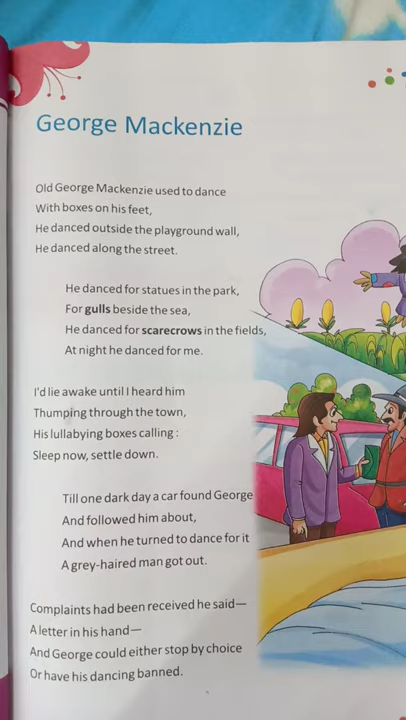 George Mackenzie
Old George Mackenzie used to dance
With boxes on his feet,
He danced outside the playground wall,
He danced along the street.
He danced for statues in the park,
For gulls beside the sea,
He danced for scarecrows in the fields,
At night he danced for me.
I'd lie awake until I heard him
Thumping through the town,
His lullabying boxes calling :
Sleep now, settle down.
Till one dark day a car found George
And followed him about,
And when he turned to dance for it
A grey-haired man got out.
Complaints had been received he said—
A letter in his hand—
And George could either stop by choice
Or have his dancing banned.